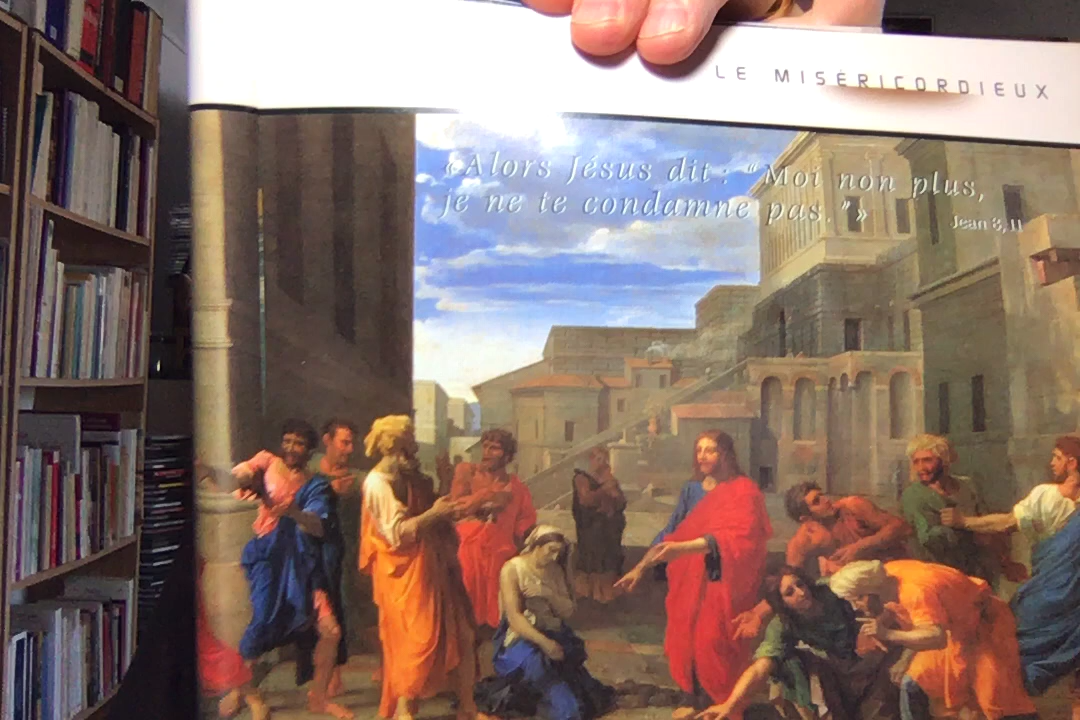 LE MISÉRICORDIEUX
«Alors Jésus dit : "Moi non plus,
je ne te condamne pas."»
Jean 8, 11